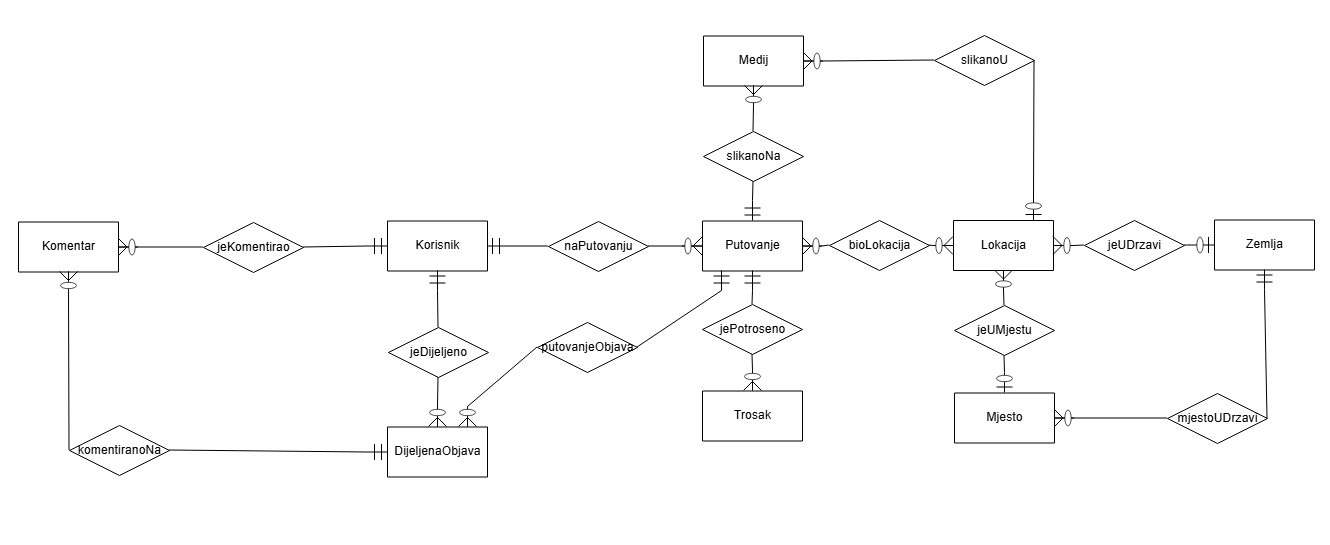 Medij
slikanoU
slikanoNa
Komentar
jeKomentirao
Korisnik
naPutovanju
Putovanje
bioLokacija
Lokacija
jeUDrzavi
Zemlja
jeDijeljeno
putovanjeObjava
jePotroseno
jeUMjestu
komentiranoNa
DijeljenaObjava
Trosak
Mjesto
mjestoUDrzavi